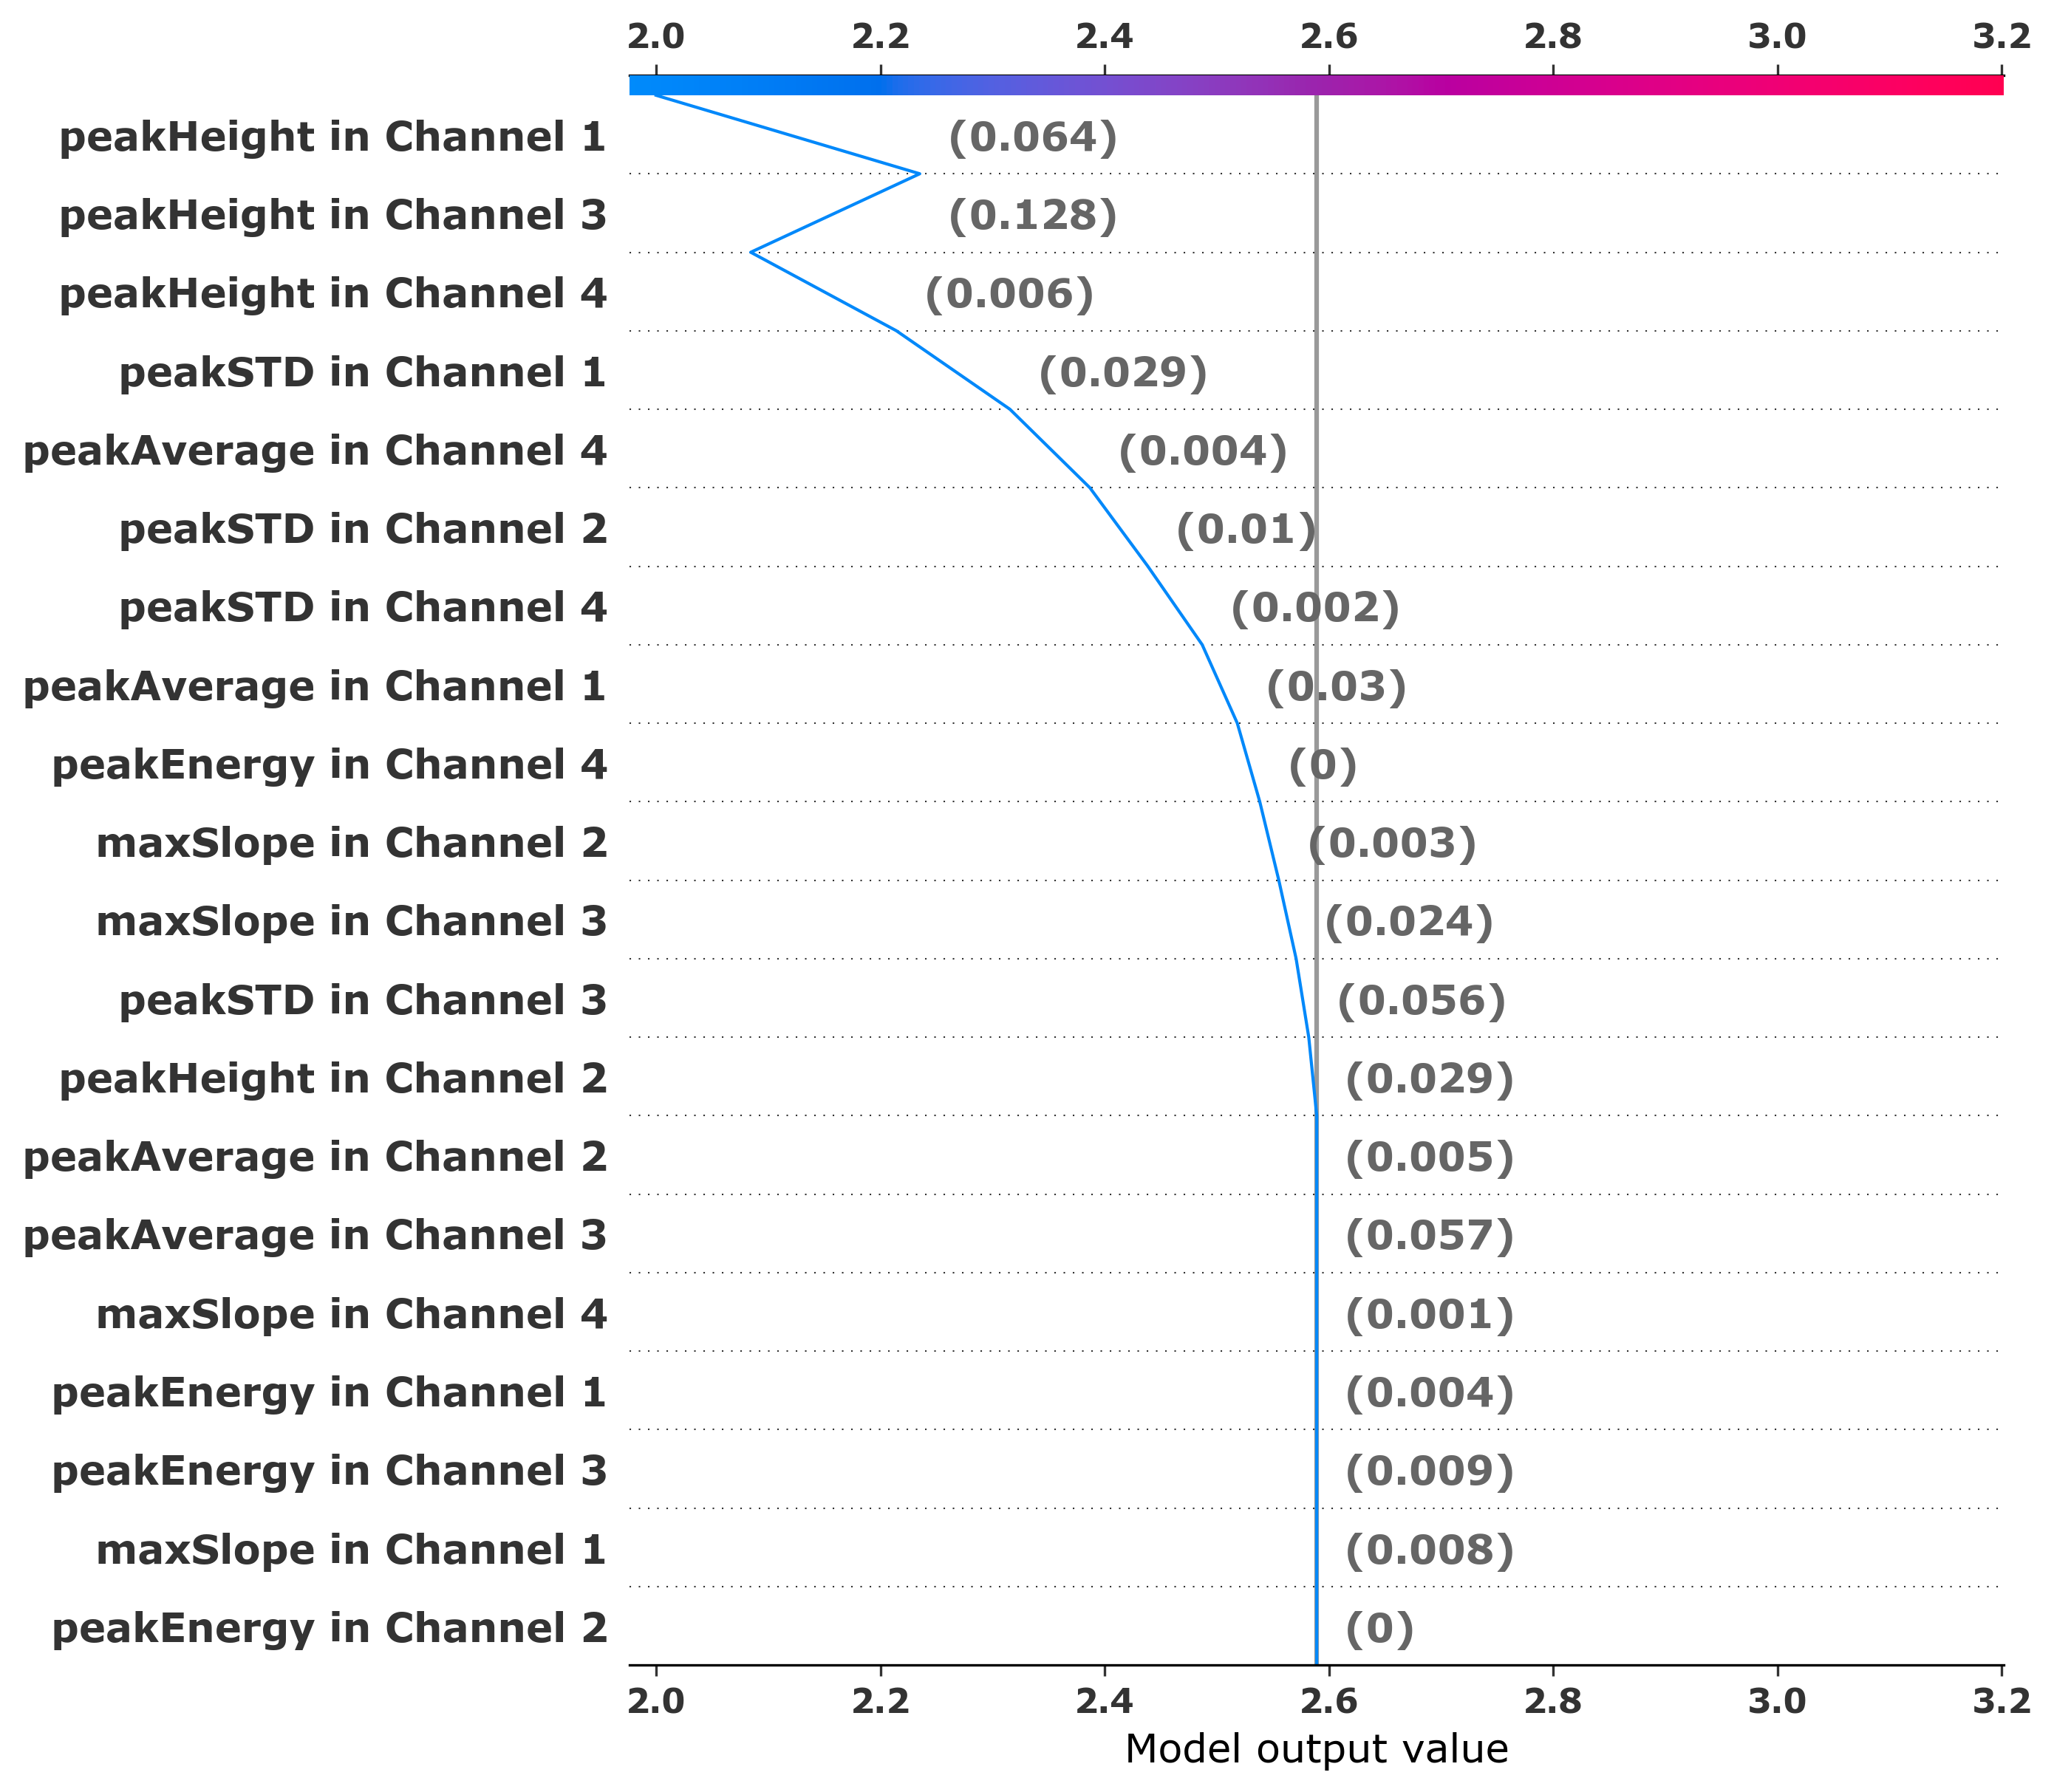 2.0 2.2 2.4 2.6 2.8 3.0 3.2
peakHeight in Channel 1 (0.064)
peakHeight in Channel 3 (0.128)
peakHeight in Channel 4 (0.006)
peakSTD in Channel 1 (0.029)
peakAverage in Channel 4 (0.004)
peakSTD in Channel 2 (0.01)
peakSTD in Channel 4 (0.002)
peakAverage in Channel 1 (0.03)
peakEnergy in Channel 4 (0)
maxSlope in Channel 2 (0.003)
maxSlope in Channel 3 (0.024)
peakSTD in Channel 3 (0.056)
peakHeight in Channel 2 (0.029)
peakAverage in Channel 2 (0.005)
peakAverage in Channel 3 (0.057)
maxSlope in Channel 4 (0.001)
peakEnergy in Channel 1 (0.004)
peakEnergy in Channel 3 (0.009)
maxSlope in Channel 1 (0.008)
peakEnergy in Channel 2 (0)
2.0 2.2 2.4 2.6 2.8 3.0 3.2
Model output value